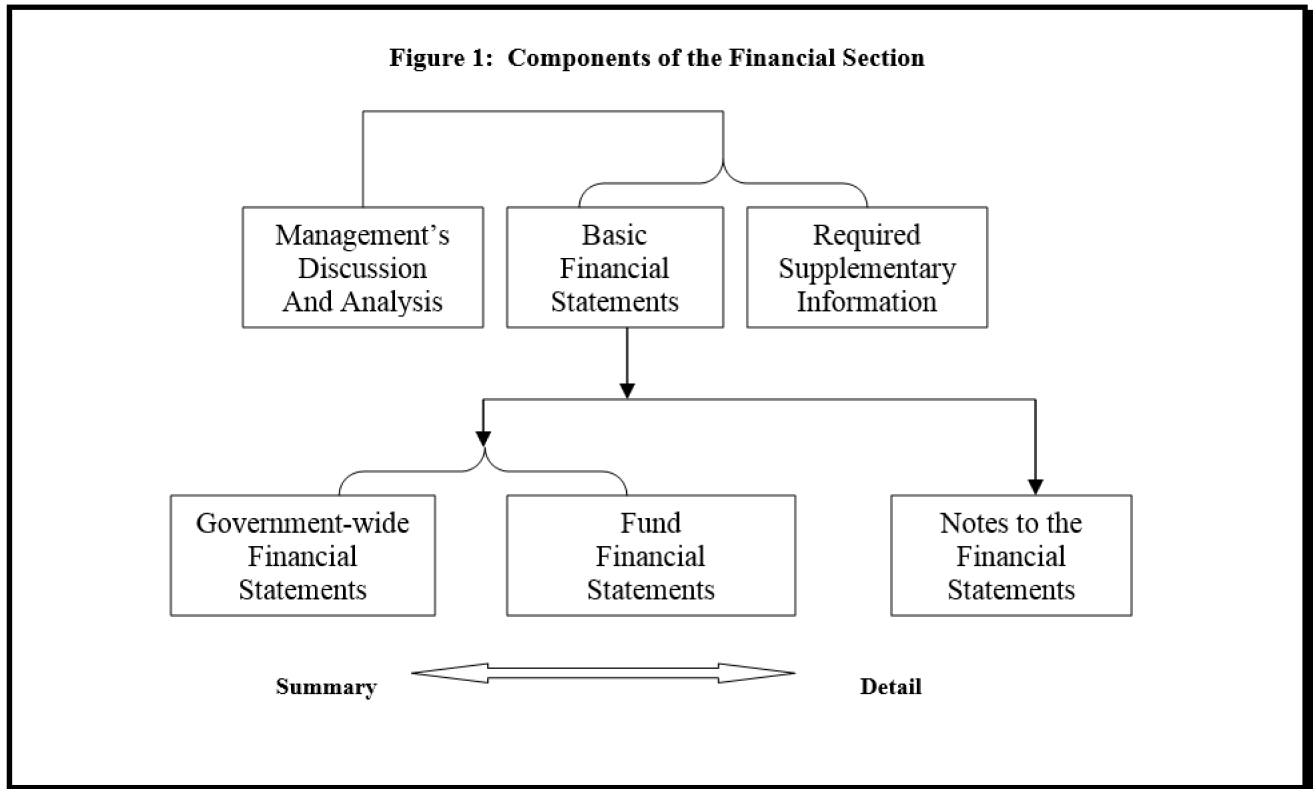 Figure 1:  Components of the Financial Section
Management's
Discussion
And Analysis
Basic
Financial
Statements
Required
Supplementary
Information
Government-wide
Financial
Statements
Fund
Financial
Statements
Notes to the
Financial
Statements
Summary
Detail